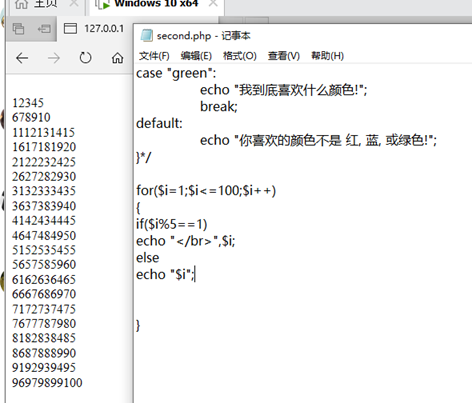 主页
Windows 10 x64
127.0.0.1
second.php - 记事本
文件(F) 编辑(E) 格式(O) 查看(V) 帮助(H)
12345
678910
1112131415
1617181920
2122232425
2627282930
3132333435
3637383940
4142434445
4647484950
5152535455
5657585960
6162636465
6667686970
7172737475
7677787980
8182838485
8687888990
9192939495
96979899100
case "green":
echo "我到底喜欢什么颜色!";
break;
default:
echo "你喜欢的颜色不是 红, 蓝, 或绿色!";
}*/
for($i=1;$i<=100;$i++)
{
if($i%5==1)
echo "</br>",$i;
else
echo "$i";
}